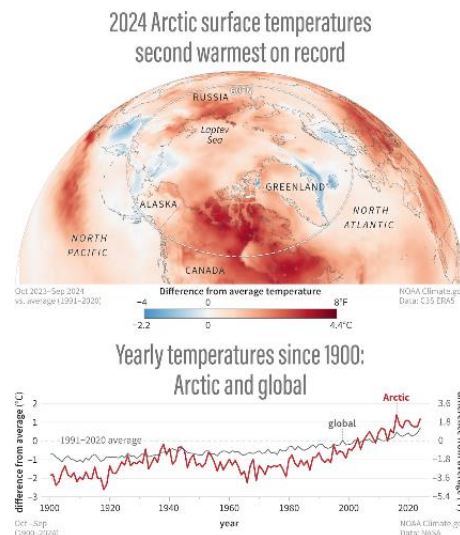 2024 Arctic surface temperatures
second warmest on record
60°N
RUSSIA
Laptev
Sea
GREENLAND
ALASKA
NORTH
ATLANTIC
NORTH
PACIFIC
CANADA
Oct 2023–Sep 2024
vs. average (1991–2020)
Difference from average temperature
−4 0 8°F
−2.2 0 4.4°C
NOAA Climate.go
Data: C3S ERA5
Yearly temperatures since 1900:
Arctic and global
Arctic
global
1991–2020 average
difference from average (°C)
2 1 0 −1 −2 −3
3.6 1.8 0 −1.8 −3.6 −5.4
1900 1920 1940 1960 1980 2000 2020
year
Oct–Sep
(1900–2024)
NOAA Climate.go
Data: NASA